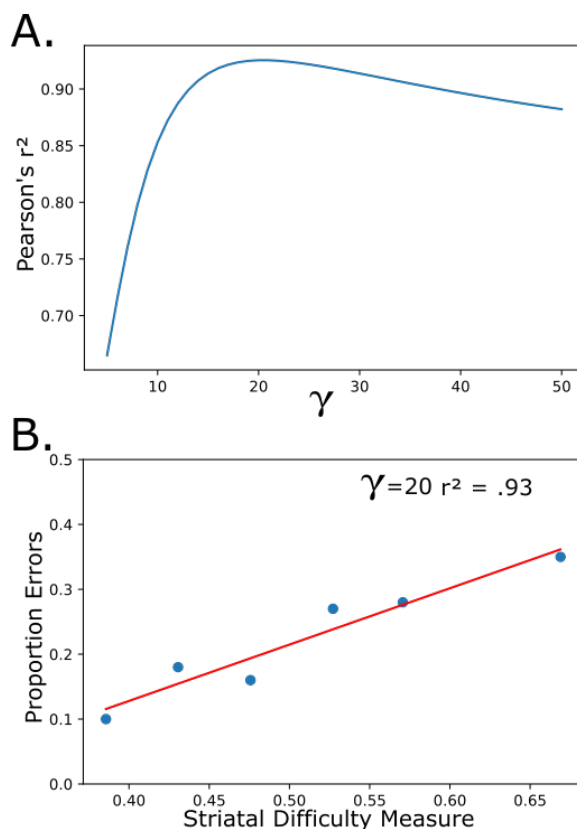 A.
Pearson's r²
0.90
0.85
0.80
0.75
0.70
10 20 30 40 50
γ
B.
γ=20 r² = .93
Proportion Errors
0.5
0.4
0.3
0.2
0.1
0.0
0.40 0.45 0.50 0.55 0.60 0.65
Striatal Difficulty Measure